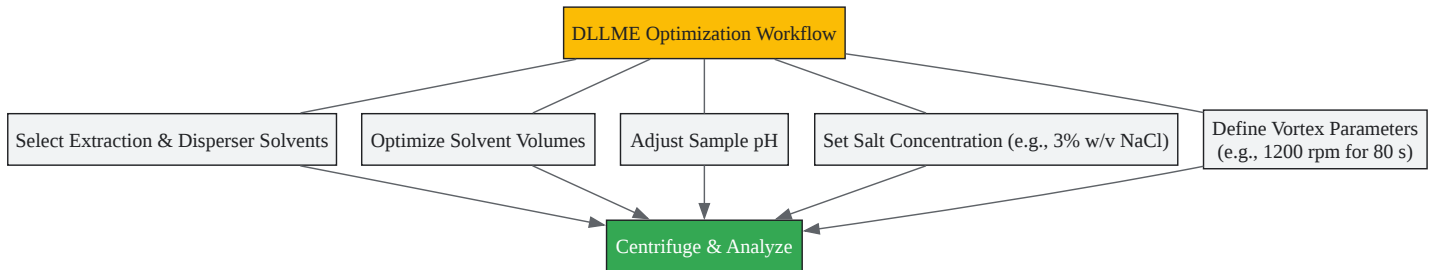 DLLME Optimization Workflow
Select Extraction & Disperser Solvents
Optimize Solvent Volumes
Adjust Sample pH
Set Salt Concentration (e.g., 3% w/v NaCl)
Define Vortex Parameters
(e.g., 1200 rpm for 80 s)
Centrifuge & Analyze